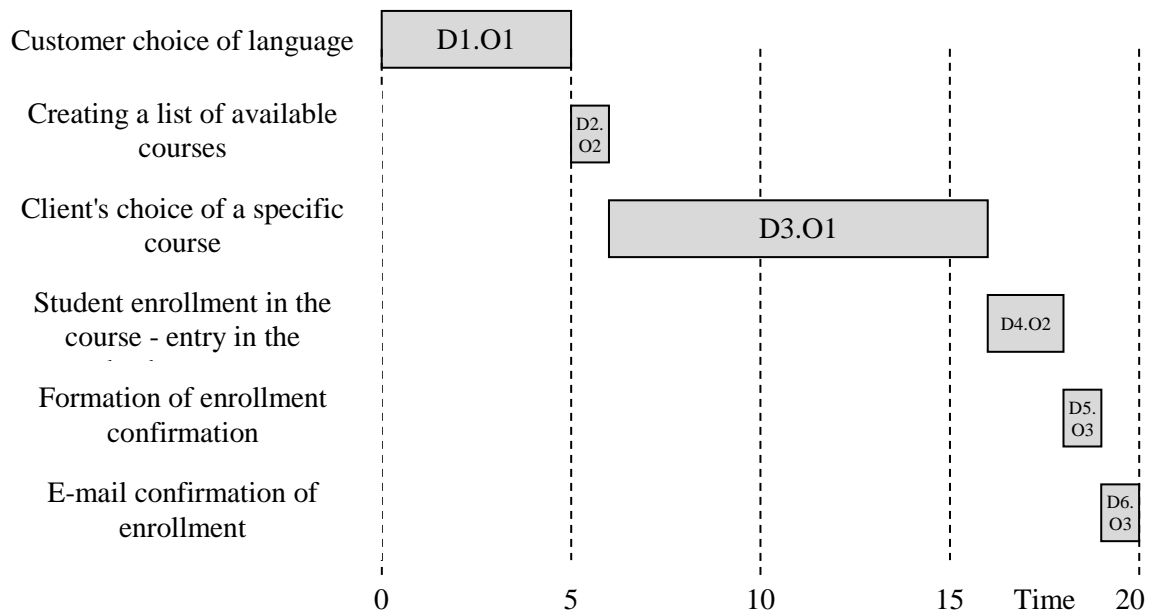 Customer choice of language
D1.O1
Creating a list of available
courses
D2.
O2
Client's choice of a specific
course
D3.O1
Student enrollment in the
course - entry in the
D4.O2
Formation of enrollment
confirmation
D5.
O3
E-mail confirmation of
enrollment
D6.
O3
0 5 10 15 Time 20